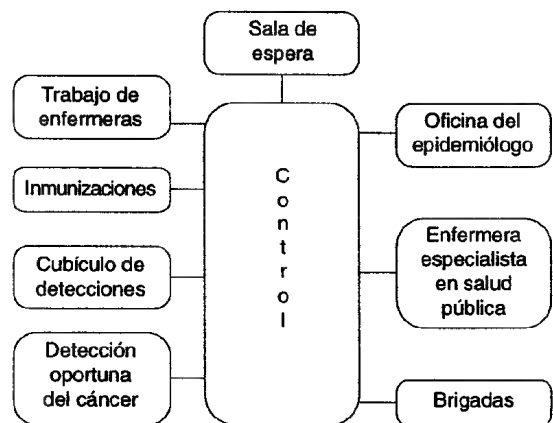 Sala de
espera
Trabajo de
enfermeras
Inmunizaciones
Cubículo de
detecciones
Detección
oportuna
del cáncer
Control
Oficina del
epidemiólogo
Enfermera
especialista
en salud
pública
Brigadas